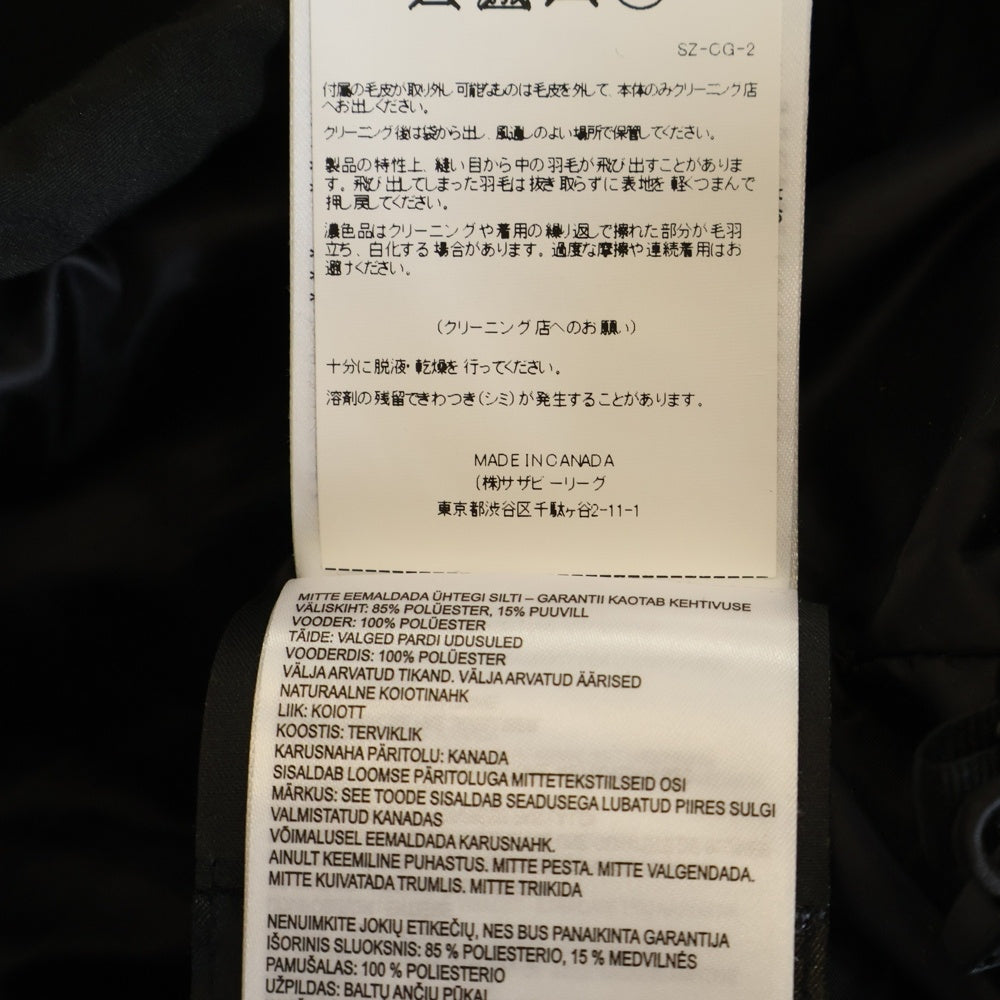 SZ-CG-2
付属の毛皮が取り外し可能なものは毛皮を外して、本体のみクリーニング店
へお出しください。
クリーニング後は袋から出し、風通しのよい場所で保管してください。
製品の特性上、縫い目から中の羽毛が飛び出すことがありま
す。飛び出してしまった羽毛は抜き取らずに表地を軽くつまんで
押し戻してください。
濃色品はクリーニングや着用の繰り返しで擦れた部分が毛羽
立ち、白化する場合があります。過度な摩擦や連続着用はお
避けください。
(クリーニング店へのお願い)
十分に脱液・乾燥を行ってください。
溶剤の残留できわつき(シミ)が発生することがあります。
MADE IN CANADA
(株)サザビーリーグ
東京都渋谷区千駄ヶ谷2-11-1
MITTE EEMALDADA ÜHTEGI SILTI – GARANTII KAOTAB KEHTIVUSE
VÄLISKIHT: 85% POLÜESTER, 15% PUUVILL
VOODER: 100% POLÜESTER
TÄIDE: VALGED PARDI UDUSULED
VOODERDIS: 100% POLÜESTER
VÄLJA ARVATUD TIKAND. VÄLJA ARVATUD ÄÄRISED
NATURAALNE KOIOTINAHK
LIIK: KOIOTT
KOOSTIS: TERVIKLIK
KARUSNAHA PÄRITOLU: KANADA
SISALDAB LOOMSE PÄRITOLUGA MITTETEKSTIILSEID OSI
MÄRKUS: SEE TOODE SISALDAB SEADUSEGA LUBATUD PIIRES SULGI
VALMISTATUD KANADAS
VÕIMALUSEL EEMALDADA KARUSNAHK.
AINULT KEEMILINE PUHASTUS. MITTE PESTA. MITTE VALGENDADA.
MITTE KUIVATADA TRUMLIS. MITTE TRIIKIDA
NENUIMKITE JOKIŲ ETIKEČIŲ, NES BUS PANAIKINTA GARANTIJA
IŠORINIS SLUOKSNIS: 85 % POLIESTERIO, 15 % MEDVILNĖS
PAMUŠALAS: 100 % POLIESTERIO
UŽPILDAS: BALTŲ ANČIŲ PŪKAI